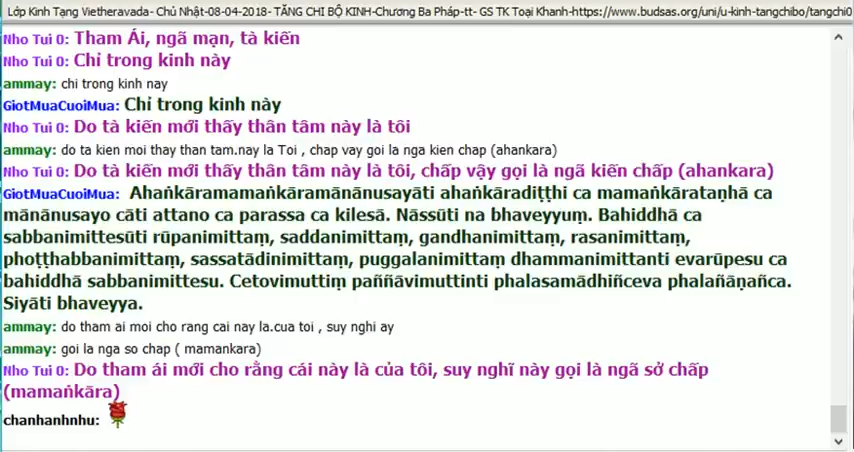 Lớp Kinh Tạng Vietheravada- Chủ Nhật-08-04-2018- TĂNG CHI BỘ KINH-Chương Ba Pháp-tt- GS TK Toại Khanh-https://www.budsas.org/uni/u-kinh-tangchibo/tangchi0
Nho Tui 0: Tham Ái, ngã mạn, tà kiến
Nho Tui 0: Chỉ trong kinh này
ammay: chi trong kinh nay
GiotMuaCuoiMua: Chỉ trong kinh này
Nho Tui 0: Do tà kiến mới thấy thân tâm này là tôi
ammay: do ta kien moi thay than tam.nay la Toi , chap vay goi la nga kien chap (ahankara)
Nho Tui 0: Do tà kiến mới thấy thân tâm này là tôi, chấp vậy gọi là ngã kiến chấp (ahankara)
GiotMuaCuoiMua: Ahaṅkāramamaṅkāramānānusayāti ahaṅkāradiṭṭhi ca mamaṅkārataṇhā ca
mānānusayo cāti attano ca parassa ca kilesā. Nāssūti na bhaveyyuṃ. Bahiddhā ca
sabbanimittesūti rūpanimittaṃ, saddanimittaṃ, gandhanimittaṃ, rasanimittaṃ,
phoṭṭhabbanimittaṃ, sassatādinimittaṃ, puggalanimittaṃ dhammanimittanti evarūpesu ca
bahiddhā sabbanimittesu. Cetovimuttiṃ paññāvimuttinti phalasamādhiñceva phalañāṇañca.
Siyāti bhaveyya.
ammay: do tham ai moi cho rang cai nay la.cua toi , suy nghi ay
ammay: goi la nga so chap ( mamankara)
Nho Tui 0: Do tham ái mới cho rằng cái này là của tôi, suy nghĩ này gọi là ngã sở chấp
(mamaṅkāra)
chanhanhnhu: